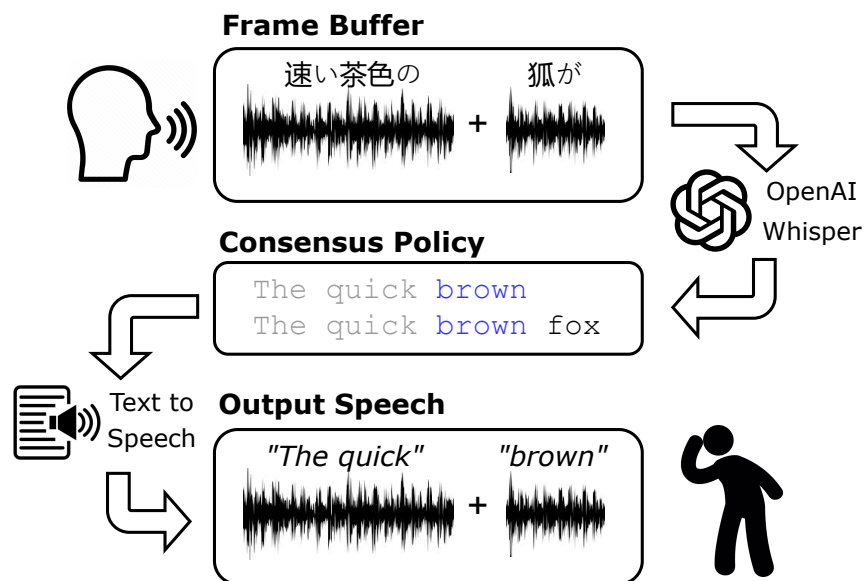 Frame Buffer
速い茶色の + 狐が
OpenAI
Whisper
Consensus Policy
The quick brown
The quick brown fox
Text to
Speech
Output Speech
"The quick" + "brown"